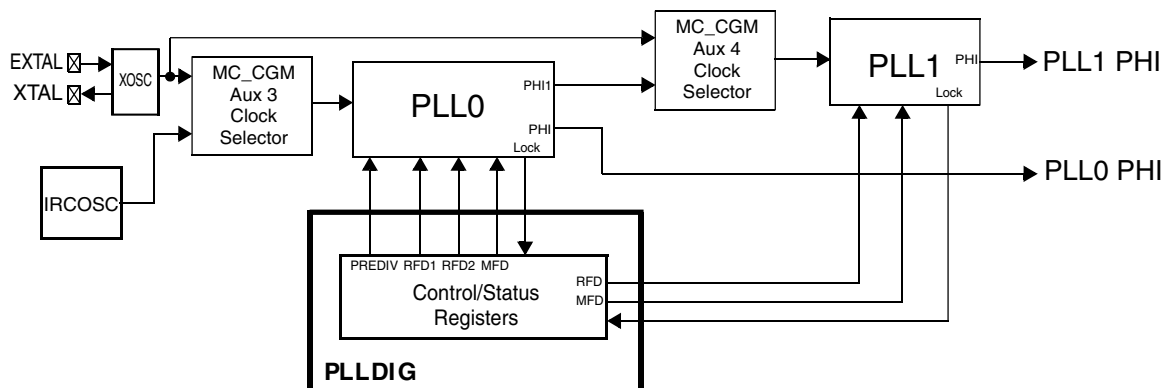 EXTAL
XTAL
XOSC
MC_CGM
Aux 3
Clock
Selector
IRCOSC
PLL0
PHI1
PHI
Lock
MC_CGM
Aux 4
Clock
Selector
PLL1
PHI
Lock
PLL1 PHI
PLL0 PHI
PREDIV
RFD1
RFD2
MFD
RFD
MFD
Control/Status
Registers
PLLDIG